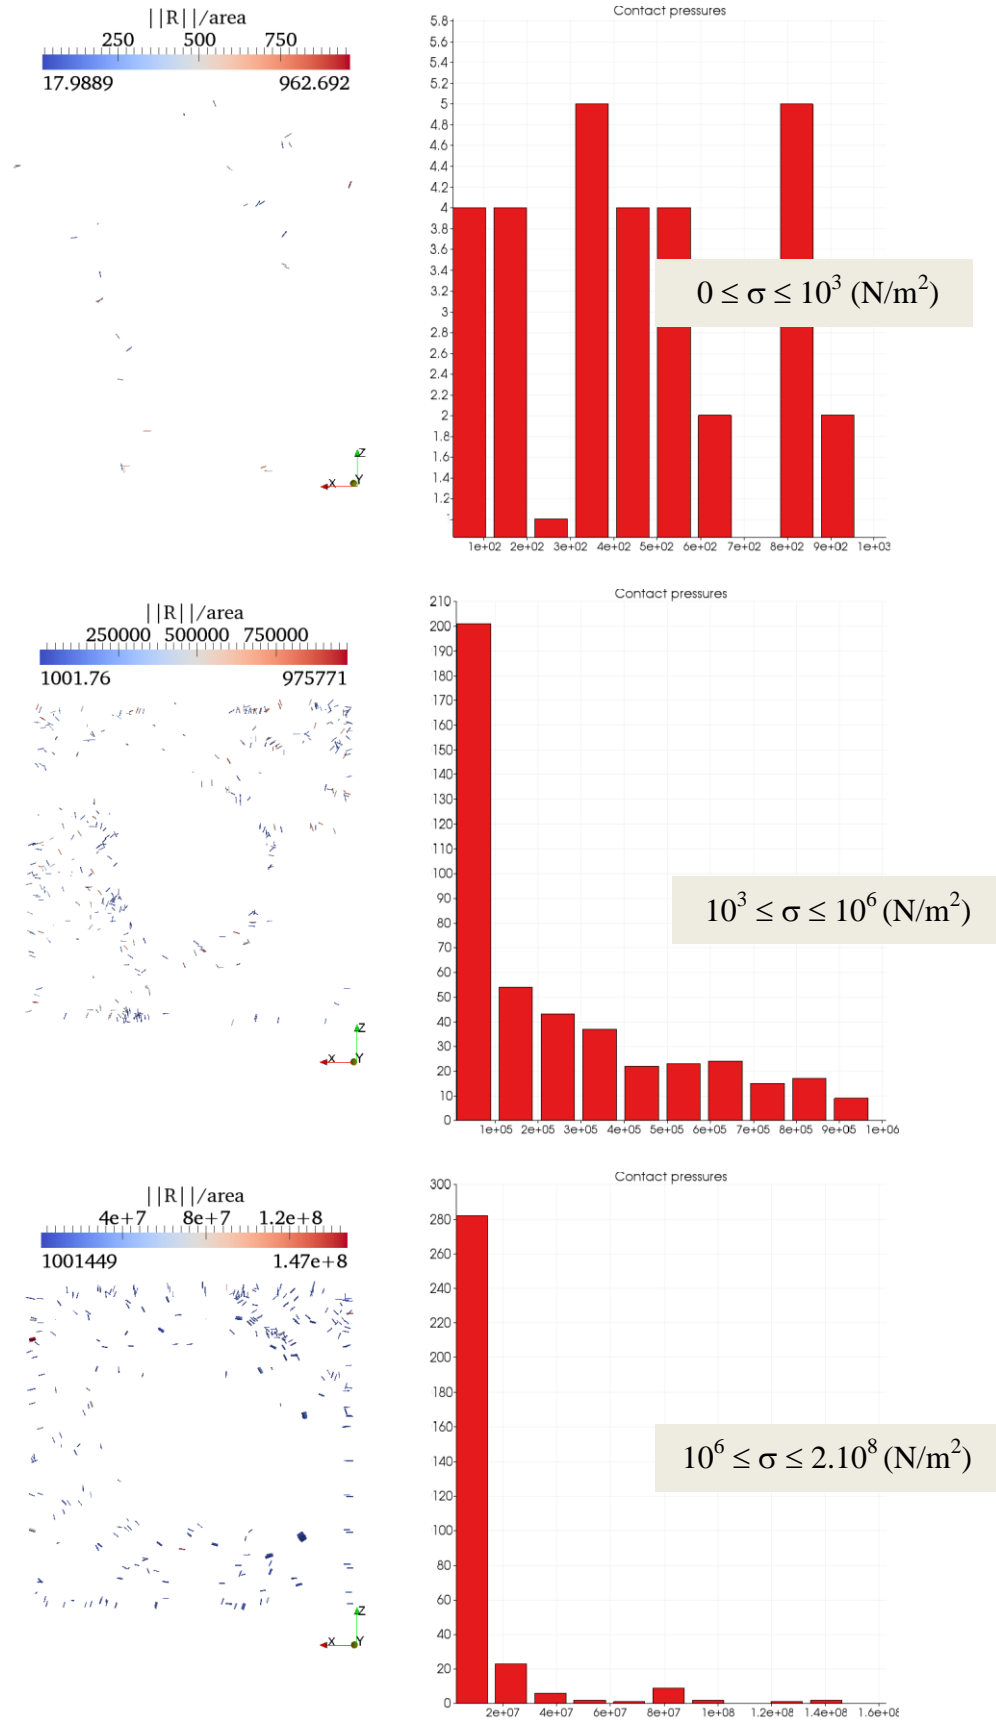 ||R||/area
250 500 750
17.9889 962.692
Z
X Y
Contact pressures
5.8
5.6
5.4
5.2
5
4.8
4.6
4.4
4.2
4
3.8
3.6
3.4
3.2
3
2.8
2.6
2.4
2.2
2
1.8
1.6
1.4
1.2
1e+02 2e+02 3e+02 4e+02 5e+02 6e+02 7e+02 8e+02 9e+02 1e+03
0 ≤ σ ≤ 10³ (N/m²)
||R||/area
250000 500000 750000
1001.76 975771
Z
X Y
Contact pressures
210
200
190
180
170
160
150
140
130
120
110
100
90
80
70
60
50
40
30
20
10
0
1e+05 2e+05 3e+05 4e+05 5e+05 6e+05 7e+05 8e+05 9e+05 1e+06
10³ ≤ σ ≤ 10⁶ (N/m²)
||R||/area
4e+7 8e+7 1.2e+8
1001449 1.47e+8
Z
X Y
Contact pressures
300
280
260
240
220
200
180
160
140
120
100
80
60
40
20
0
2e+07 4e+07 6e+07 8e+07 1e+08 1.2e+08 1.4e+08 1.6e+08
10⁶ ≤ σ ≤ 2.10⁸ (N/m²)